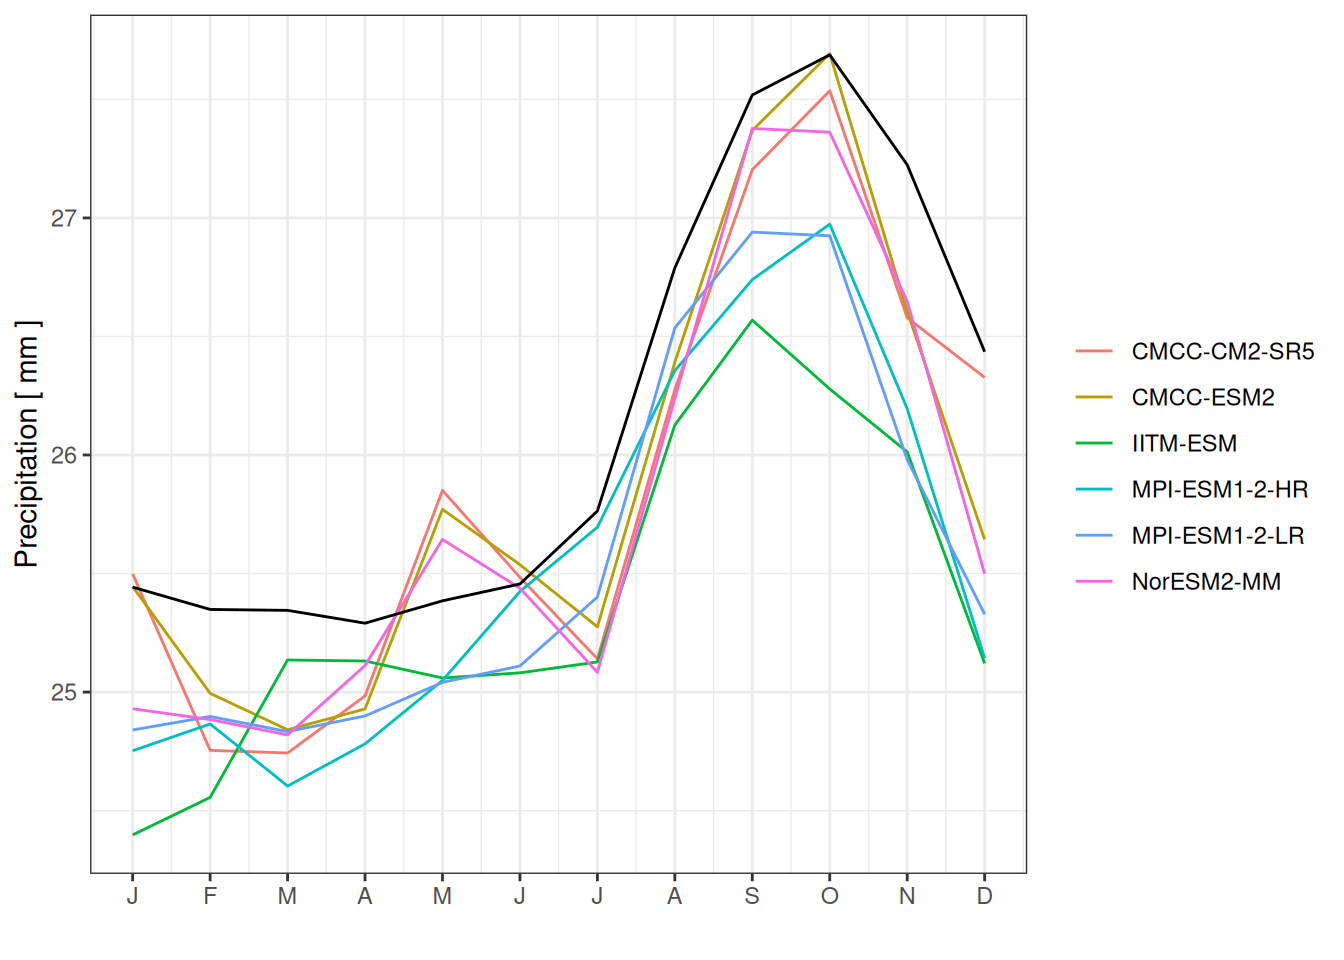 Precipitation [ mm ]
27
26
25
J F M A M J J A S O N D
CMCC-CM2-SR5
CMCC-ESM2
IITM-ESM
MPI-ESM1-2-HR
MPI-ESM1-2-LR
NorESM2-MM